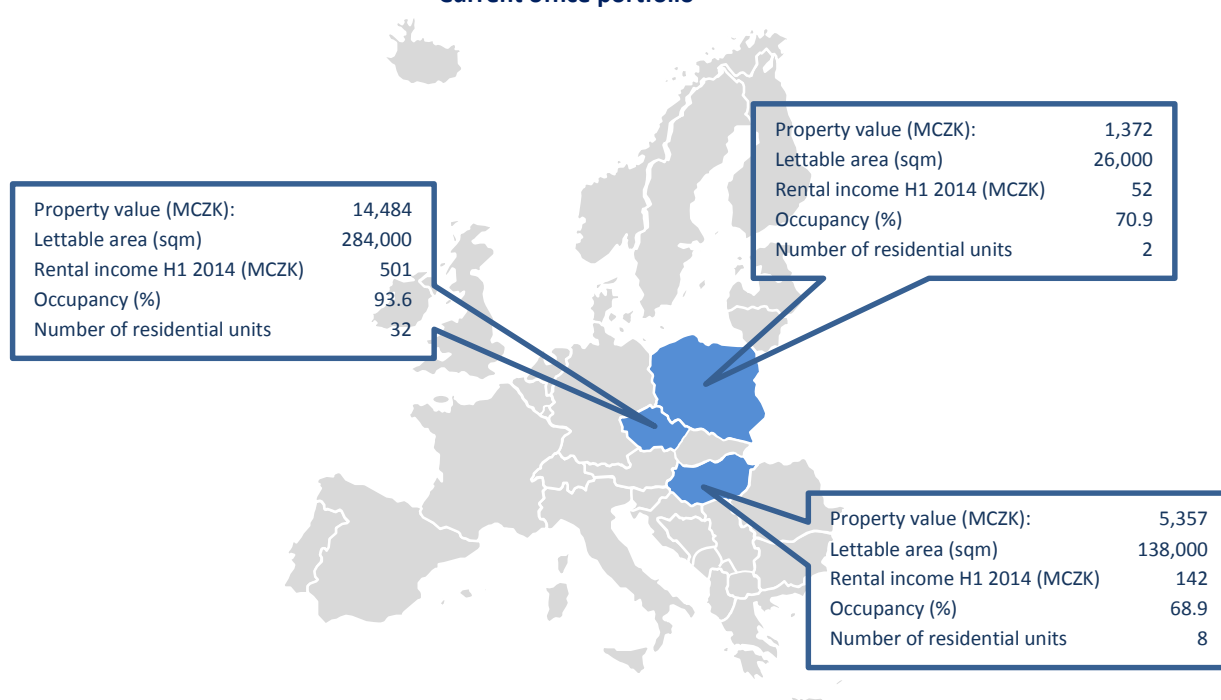 Current office portfolio
Property value (MCZK): 1,372
Lettable area (sqm) 26,000
Rental income H1 2014 (MCZK) 52
Occupancy (%) 70.9
Number of residential units 2
Property value (MCZK): 14,484
Lettable area (sqm) 284,000
Rental income H1 2014 (MCZK) 501
Occupancy (%) 93.6
Number of residential units 32
Property value (MCZK): 5,357
Lettable area (sqm) 138,000
Rental income H1 2014 (MCZK) 142
Occupancy (%) 68.9
Number of residential units 8